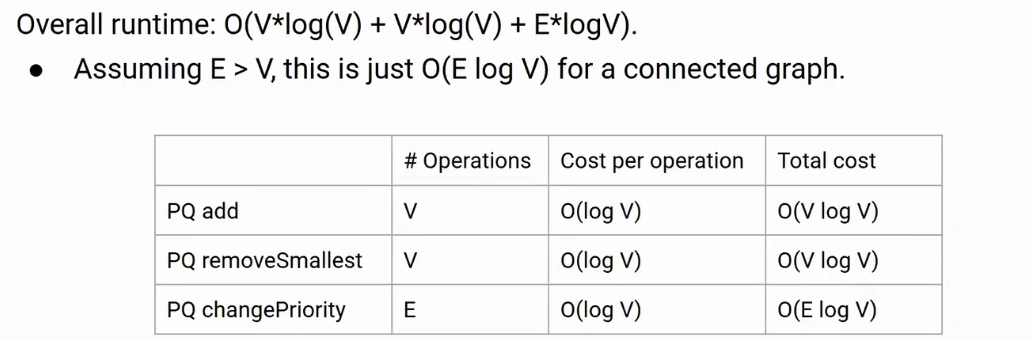 Overall runtime: O(V*log(V) + V*log(V) + E*logV).
● Assuming E > V, this is just O(E log V) for a connected graph.
# Operations Cost per operation Total cost
PQ add V O(log V) O(V log V)
PQ removeSmallest V O(log V) O(V log V)
PQ changePriority E O(log V) O(E log V)